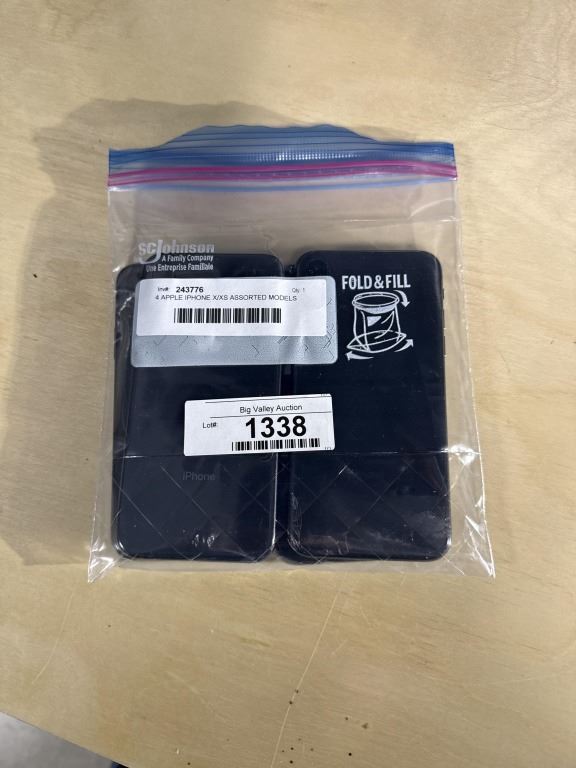 SC Johnson
A Family Company
Une Entreprise Familiale
Inv#: 243776 Qty: 1
4 APPLE IPHONE X/XS ASSORTED MODELS
FOLD & FILL
Big Valley Auction
Lot#: 1338
iPhone